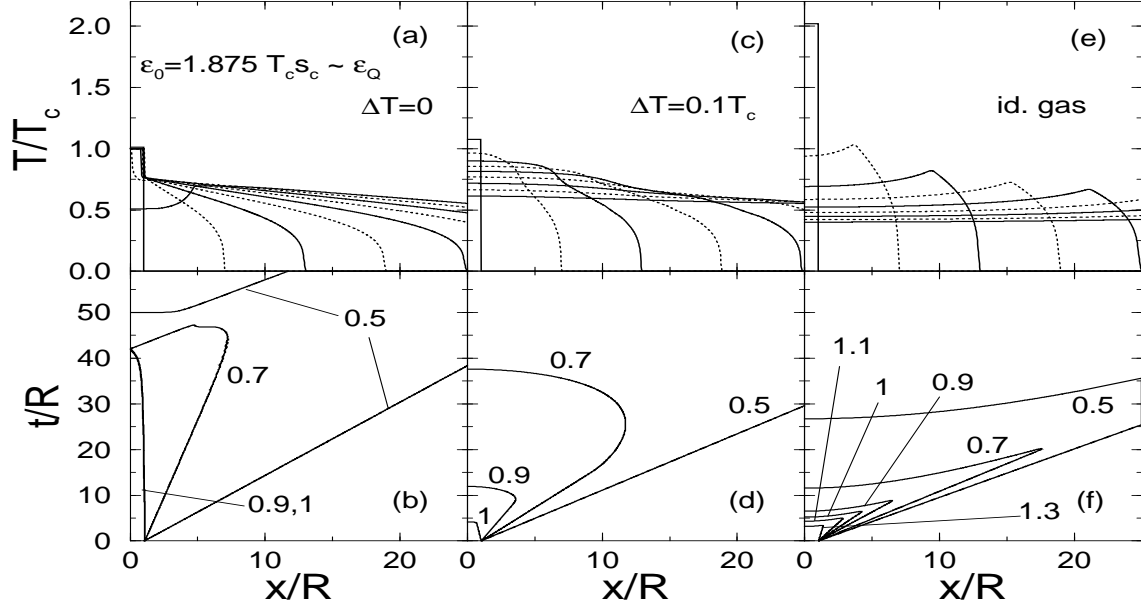 2.0
1.5
1.0
0.5
0.0
T/T_c
(a)
ε₀=1.875 T_c s_c ~ ε_Q
ΔT=0
(c)
ΔT=0.1T_c
(e)
id. gas
50
40
30
20
10
0
t/R
0.5
0.7
0.9,1
(b)
0.7
0.5
0.9
1
(d)
1.1
1
0.9
0.5
0.7
1.3
(f)
0 10 20
0 10 20
0 10 20
x/R
x/R
x/R